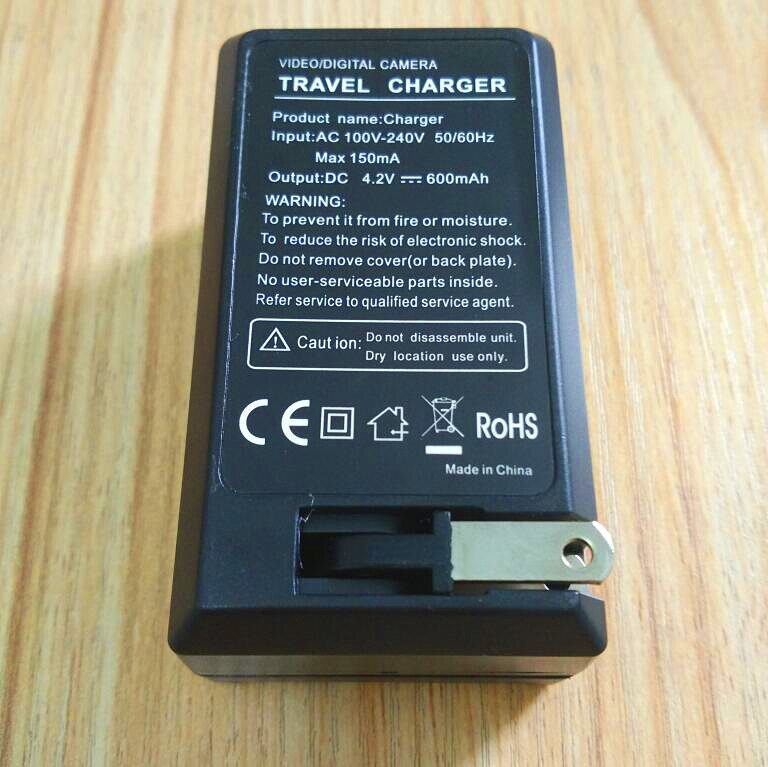 VIDEO/DIGITAL CAMERA
TRAVEL CHARGER
Product name:Charger
Input:AC 100V-240V 50/60Hz
Max 150mA
Output:DC 4.2V ⎓ 600mAh
WARNING:
To prevent it from fire or moisture.
To reduce the risk of electronic shock.
Do not remove cover(or back plate).
No user-serviceable parts inside.
Refer service to qualified service agent.
Caution: Do not disassemble unit.
Dry location use only.
CE RoHS
Made in China